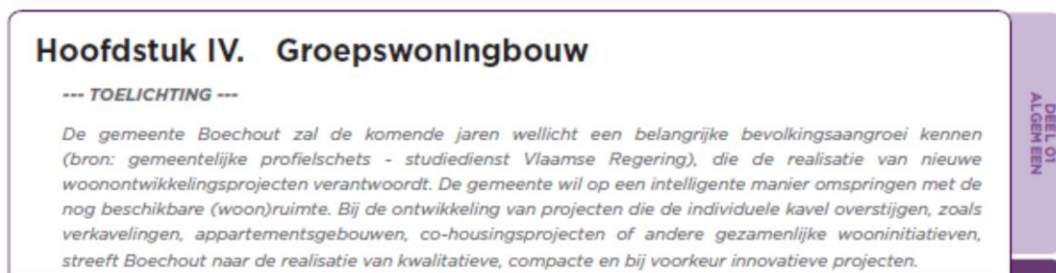 Hoofdstuk IV. Groepswoningbouw
--- TOELICHTING ---
De gemeente Boechout zal de komende jaren wellicht een belangrijke bevolkingsaangroei kennen
(bron: gemeentelijke profielschets - studiedienst Vlaamse Regering), die de realisatie van nieuwe
woonontwikkelingsprojecten verantwoordt. De gemeente wil op een intelligente manier omspringen met de
nog beschikbare (woon)ruimte. Bij de ontwikkeling van projecten die de individuele kavel overstijgen, zoals
verkavelingen, appartementsgebouwen, co-housingsprojecten of andere gezamenlijke wooninitiatieven,
streeft Boechout naar de realisatie van kwalitatieve, compacte en bij voorkeur innovatieve projecten.
DEEL 01
ALGEMEEN